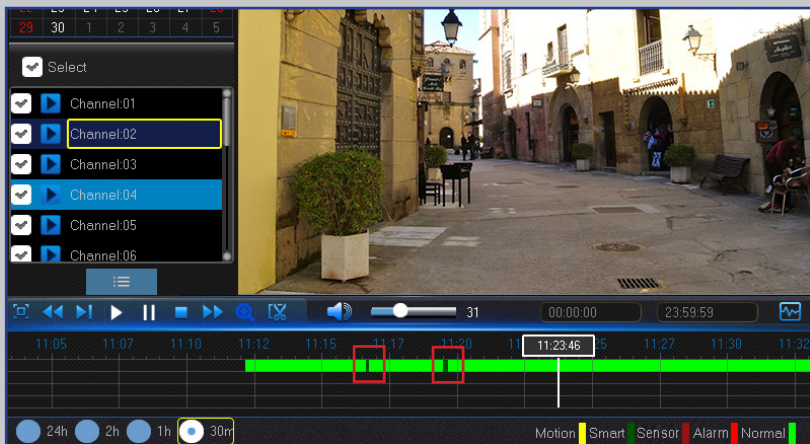 29 30 1 2 3 4 5
Select
Channel:01
Channel:02
Channel:03
Channel:04
Channel:05
Channel:06
31 00:00:00 23:59:59
11:05 11:07 11:10 11:12 11:15 11:17 11:20 11:23:46 25 11:27 11:30 11:32
24h 2h 1h 30m Motion Smart Sensor Alarm Normal